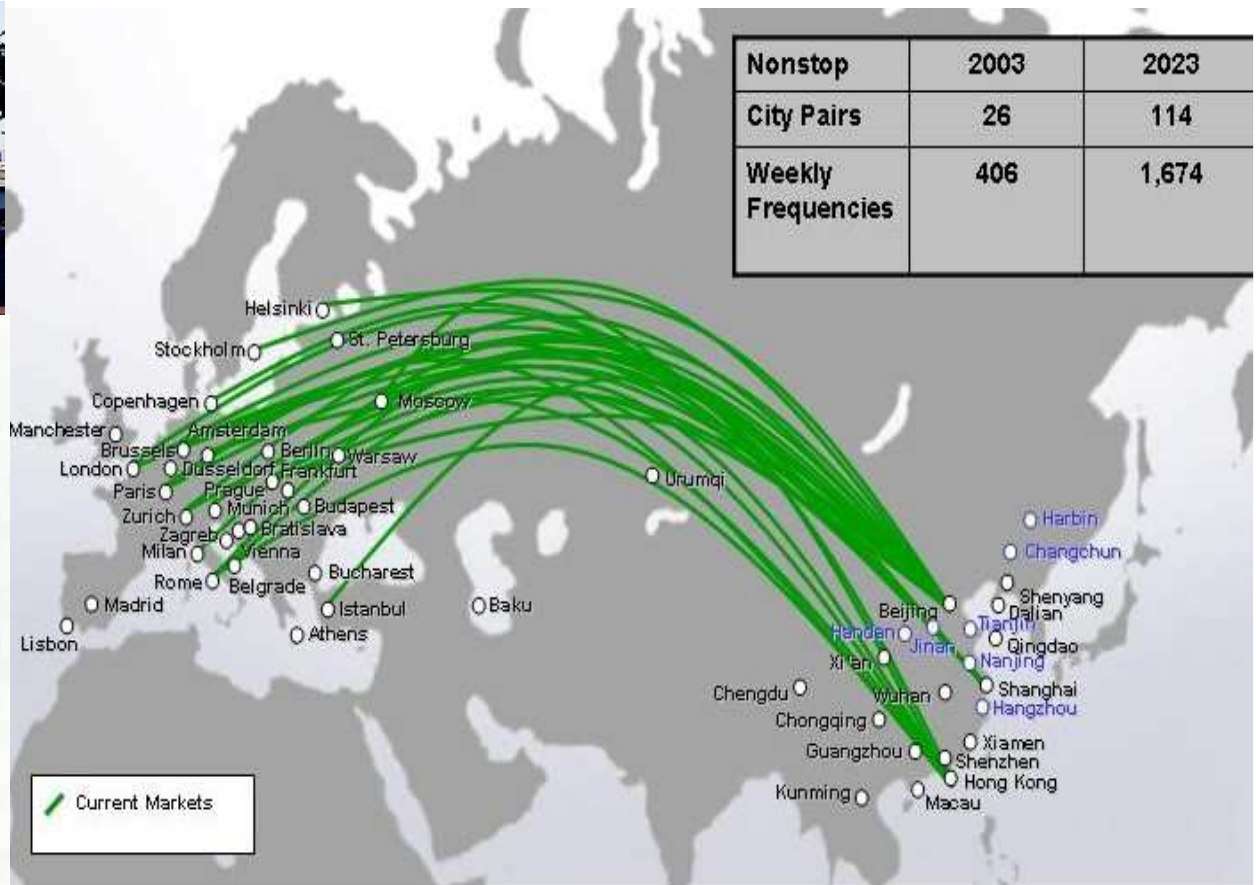 Nonstop 2003 2023
City Pairs 26 114
Weekly 406 1,674
Frequencies
Helsinki
St. Petersburg
Stockholm
Copenhagen
Moscow
Manchester
Amsterdam
Brussels
Berlin
Warsaw
London
Dusseldorf
Frankfurt
Urumqi
Paris
Prague
Munich
Budapest
Zurich
Harbin
Zagreb
Bratislava
Milan
Vienna
Changchun
Rome
Belgrade
Bucharest
Shenyang
Madrid
Istanbul
Baku
Beijing
Dalian
Lisbon
Athens
Handan
Jinan
Tianjin
Qingdao
Xi'an
Nanjing
Chengdu
Wuhan
Shanghai
Hangzhou
Chongqing
Xiamen
Guangzhou
Shenzhen
Hong Kong
Kunming
Macau
Current Markets